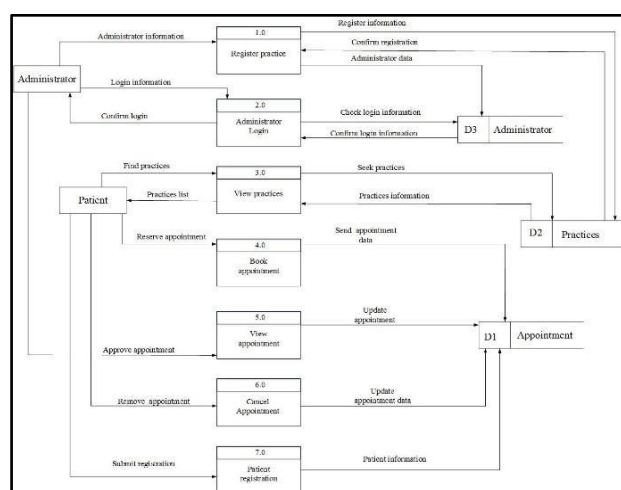 Register information
1.0
Administrator information
Confirm registration
Register practice
Administrator data
Administrator
Login information
2.0
Check login information
Confirm login
Administrator
Login
D3 Administrator
Confirm login information
Find practices
3.0
Seek practices
Practices list
View practices
Practices information
Patient
D2 Practices
Reserve appointment
4.0
Send appointment
data
Book
appointment
5.0
Update
appointment
View
appointment
D1 Appointment
Approve appointment
6.0
Update
appointment data
Remove appointment
Cancel
Appointment
7.0
Submit registration
Patient
registration
Patient information